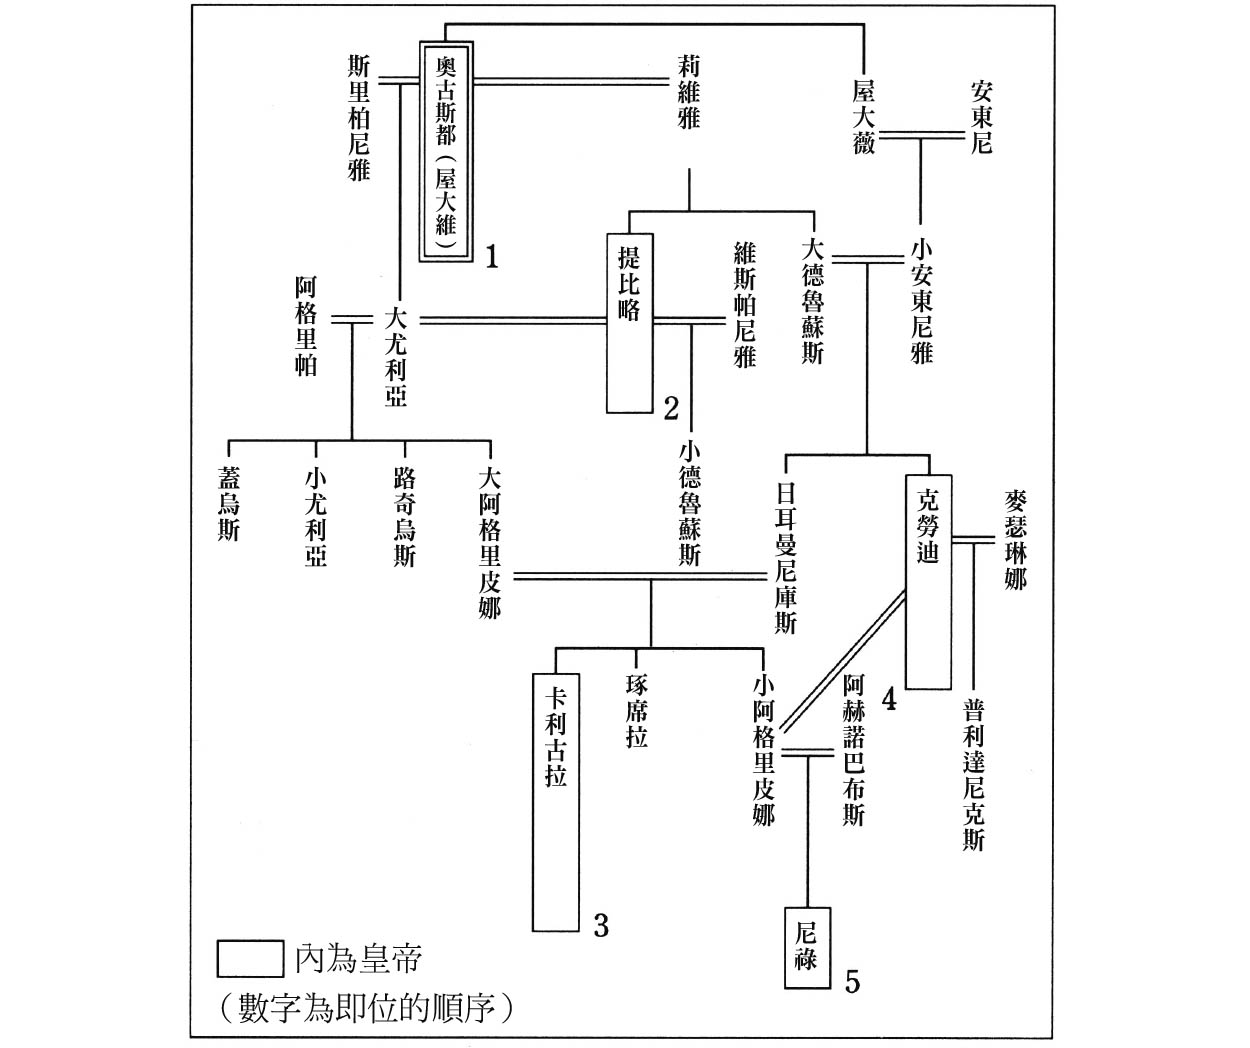 斯里柏尼雅
奧古斯都（屋大維）
1
莉維雅
屋大薇
安東尼
阿格里帕
大尤利亞
提比略
2
維斯帕尼雅
大德魯蘇斯
小安東尼雅
蓋烏斯
小尤利亞
路奇烏斯
大阿格里皮娜
小德魯蘇斯
日耳曼尼庫斯
克勞迪
4
麥瑟琳娜
卡利古拉
3
琢席拉
小阿格里皮娜
阿赫諾巴布斯
普利達尼克斯
尼祿
5
內為皇帝
（數字為即位的順序）